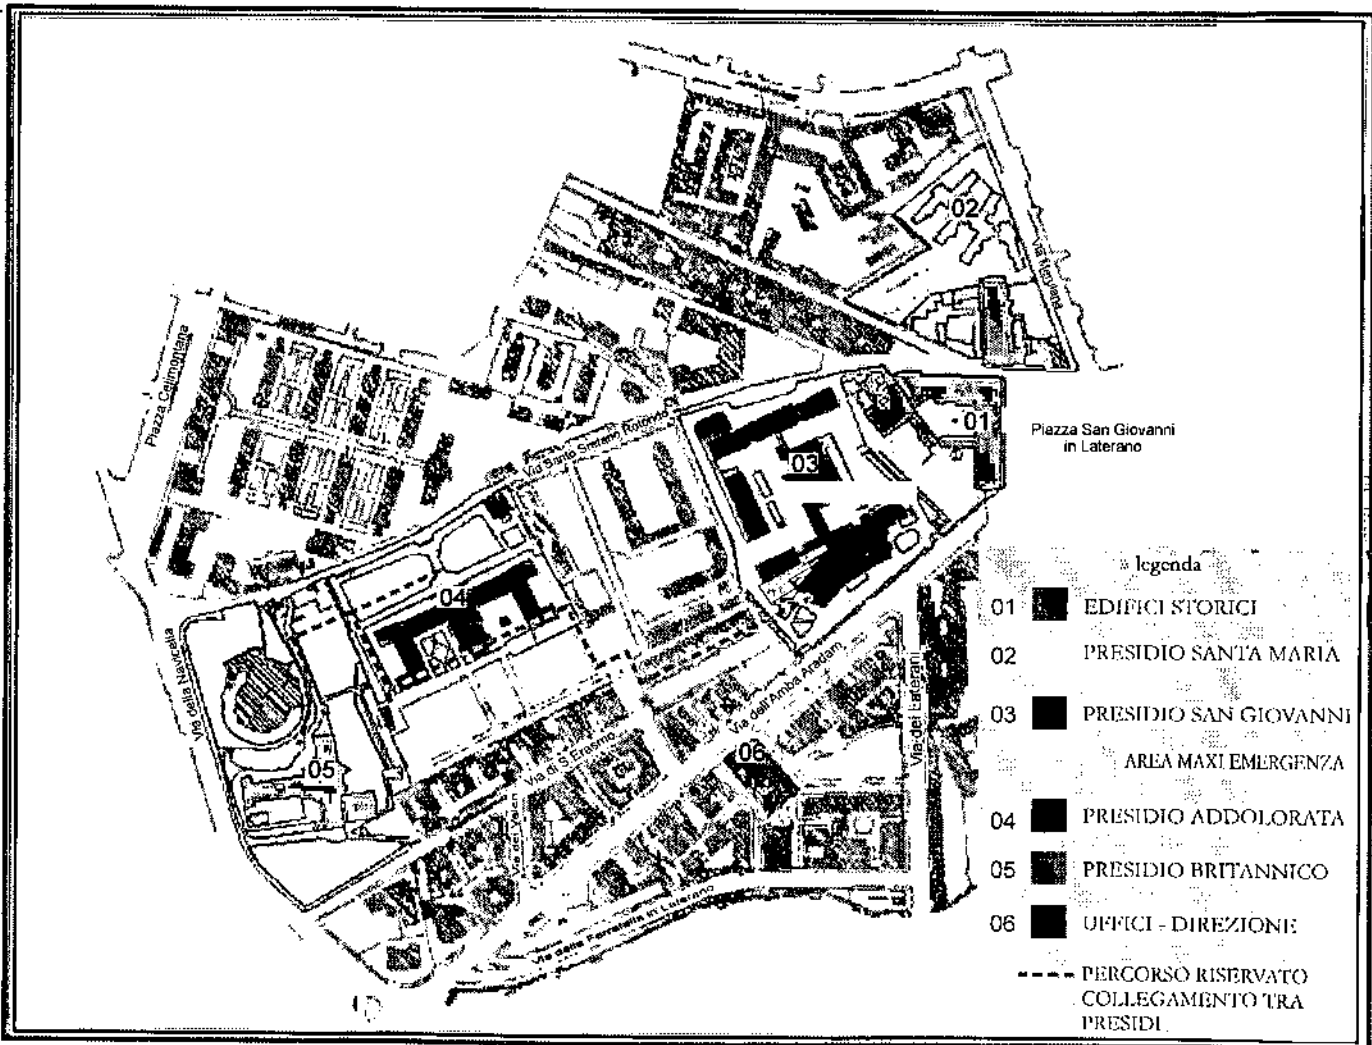 02
Via Merulana
Piazza Celimontana
Via Santo Stefano Rotondo
01
Piazza San Giovanni
in Laterano
03
04
Via della Navicella
05
Via di S. Erasmo
Via dell'Amba Aradam
06
Via dei Laterani
Via della Ferratella in Laterano
legenda
01 EDIFICI STORICI
02 PRESIDIO SANTA MARIA
03 PRESIDIO SAN GIOVANNI
AREA MAXI EMERGENZA
04 PRESIDIO ADDOLORATA
05 PRESIDIO BRITANNICO
06 UFFICI - DIREZIONE
PERCORSO RISERVATO
COLLEGAMENTO TRA
PRESIDI